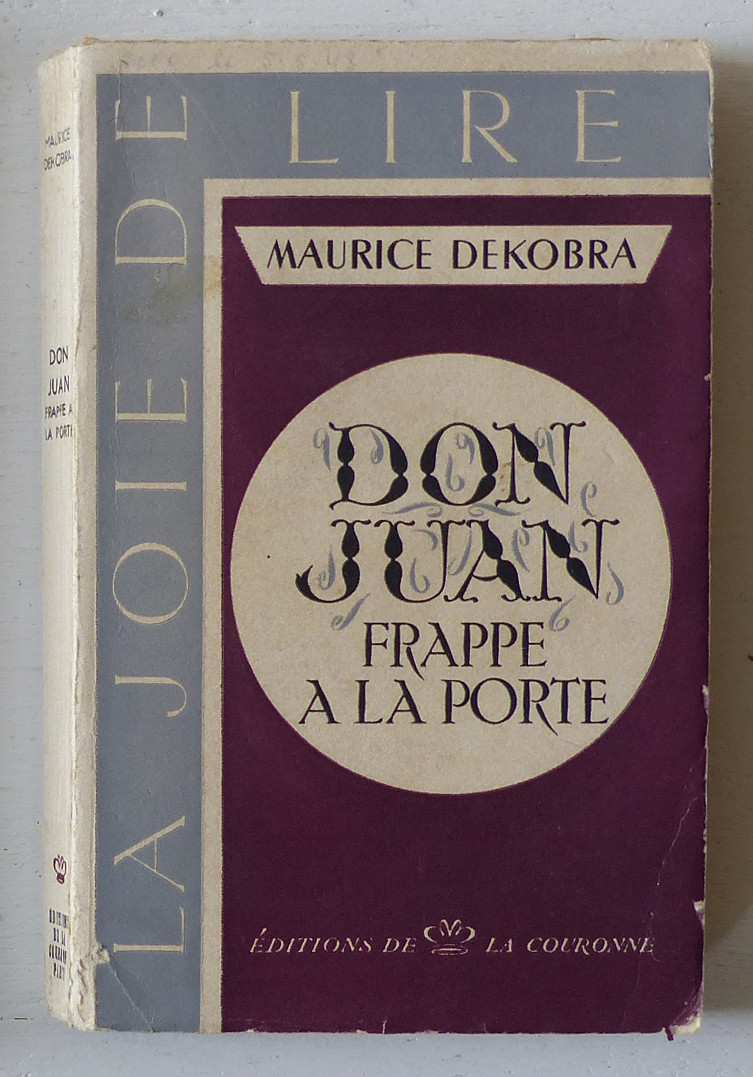 LA JOIE DE LIRE
MAURICE DEKOBRA
DON
JUAN
FRAPPE
A LA PORTE
ÉDITIONS DE LA COURONNE
MAURICE
DEKOBRA
DON
JUAN
FRAPPE A
LA PORTE